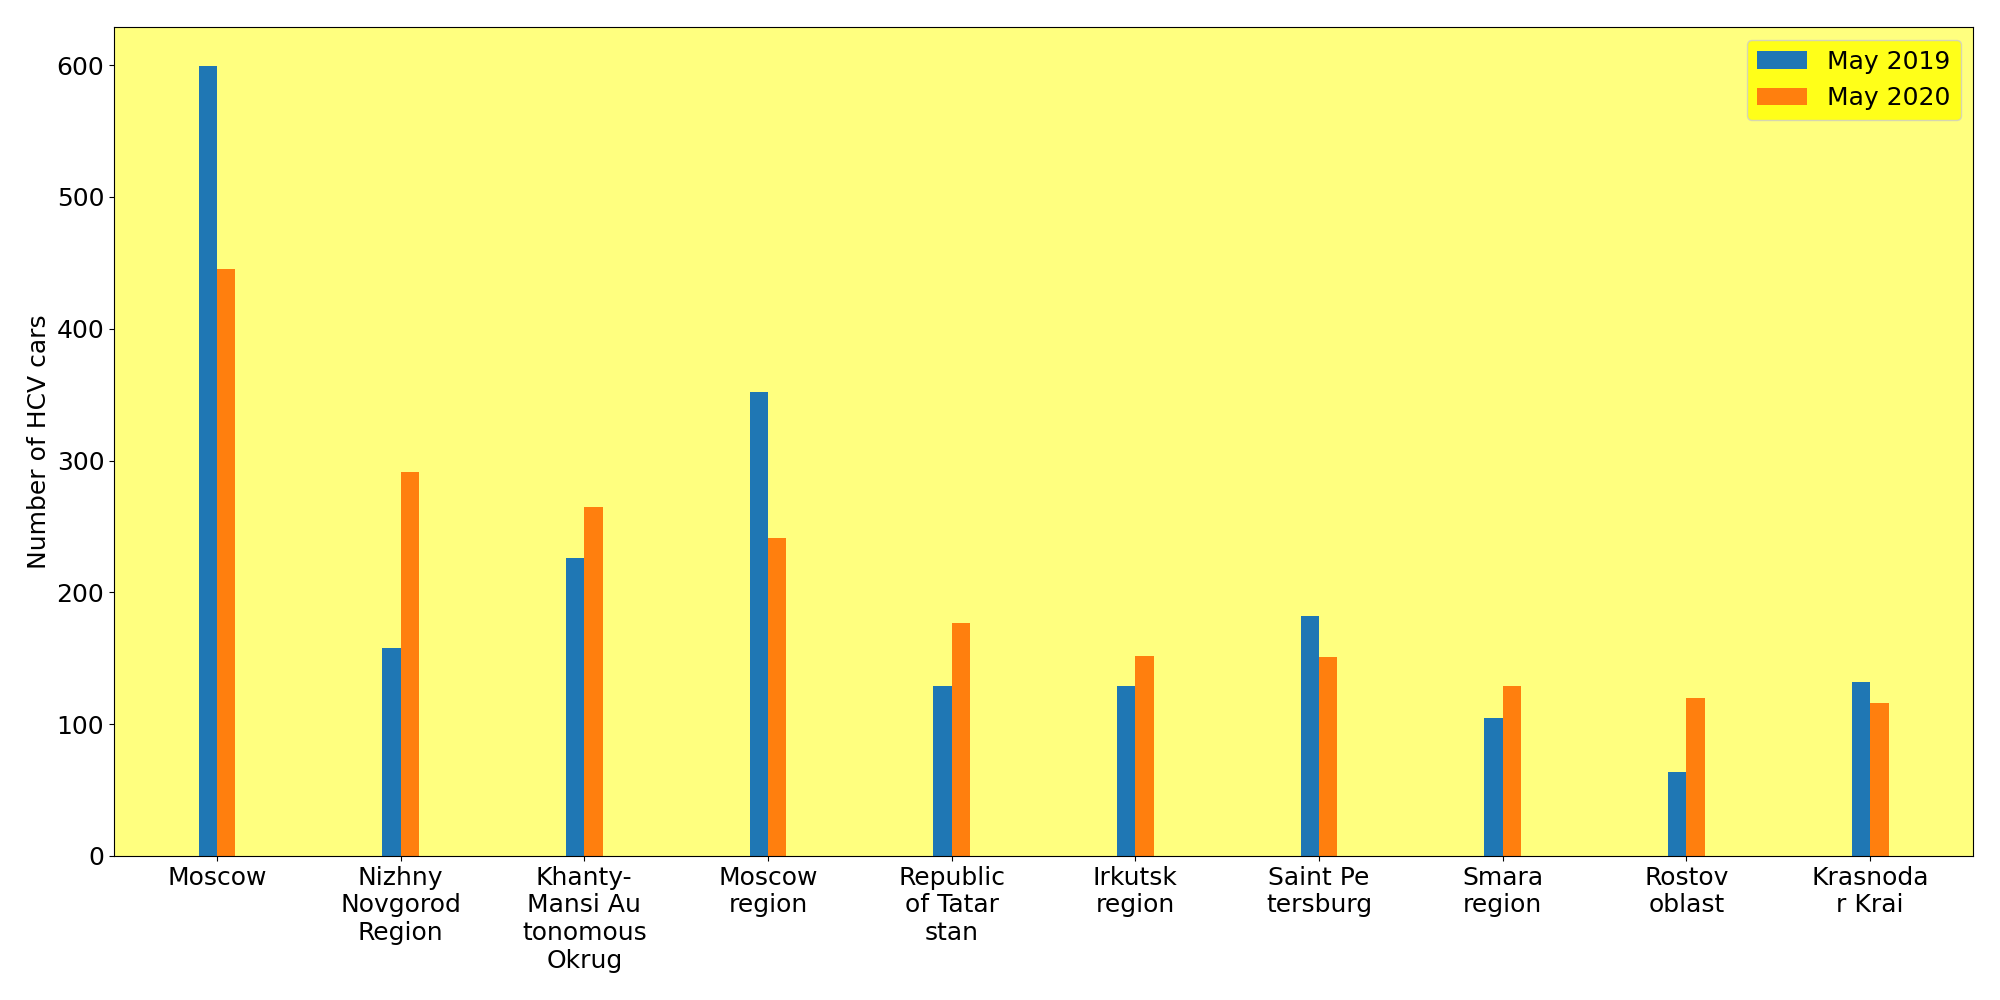 May 2019
May 2020
Number of HCV cars
600
500
400
300
200
100
0
Moscow
Nizhny
Novgorod
Region
Khanty-
Mansi Au
tonomous
Okrug
Moscow
region
Republic
of Tatar
stan
Irkutsk
region
Saint Pe
tersburg
Smara
region
Rostov
oblast
Krasnoda
r Krai